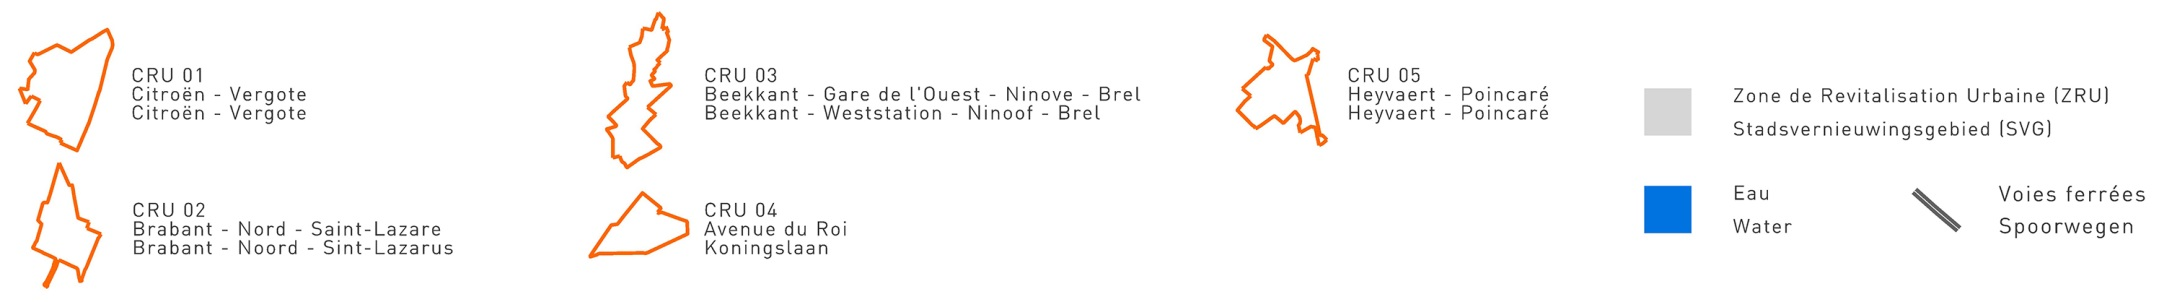 CRU 01
Citroën - Vergote
Citroën - Vergote
CRU 02
Brabant - Nord - Saint-Lazare
Brabant - Noord - Sint-Lazarus
CRU 03
Beekkant - Gare de l'Ouest - Ninove - Brel
Beekkant - Weststation - Ninoof - Brel
CRU 04
Avenue du Roi
Koningslaan
CRU 05
Heyvaert - Poincaré
Heyvaert - Poincaré
Zone de Revitalisation Urbaine (ZRU)
Stadsvernieuwingsgebied (SVG)
Eau
Water
Voies ferrées
Spoorwegen